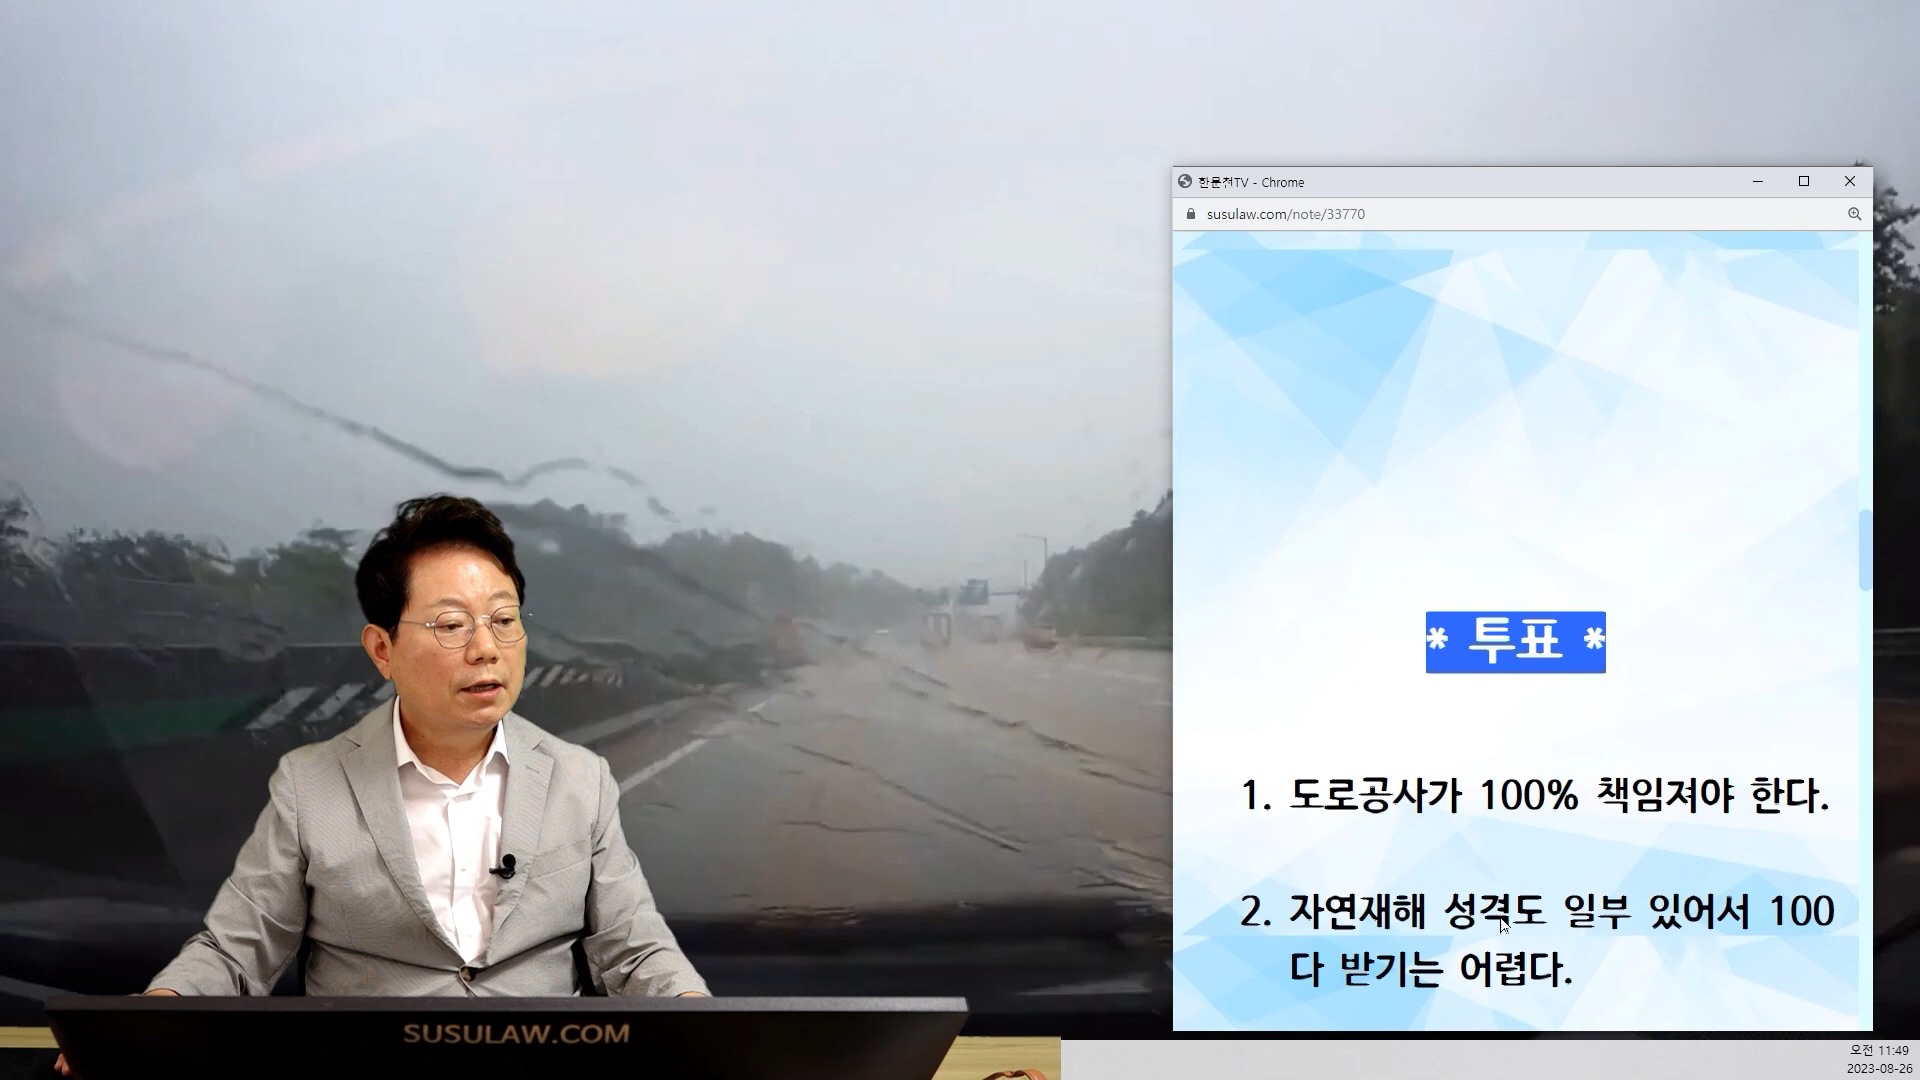 한문철TV - Chrome
susulaw.com/note/33770
* 투표 *
1. 도로공사가 100% 책임져야 한다.
2. 자연재해 성격도 일부 있어서 100
다 받기는 어렵다.
SUSULAW.COM
오전 11:49
2023-08-26